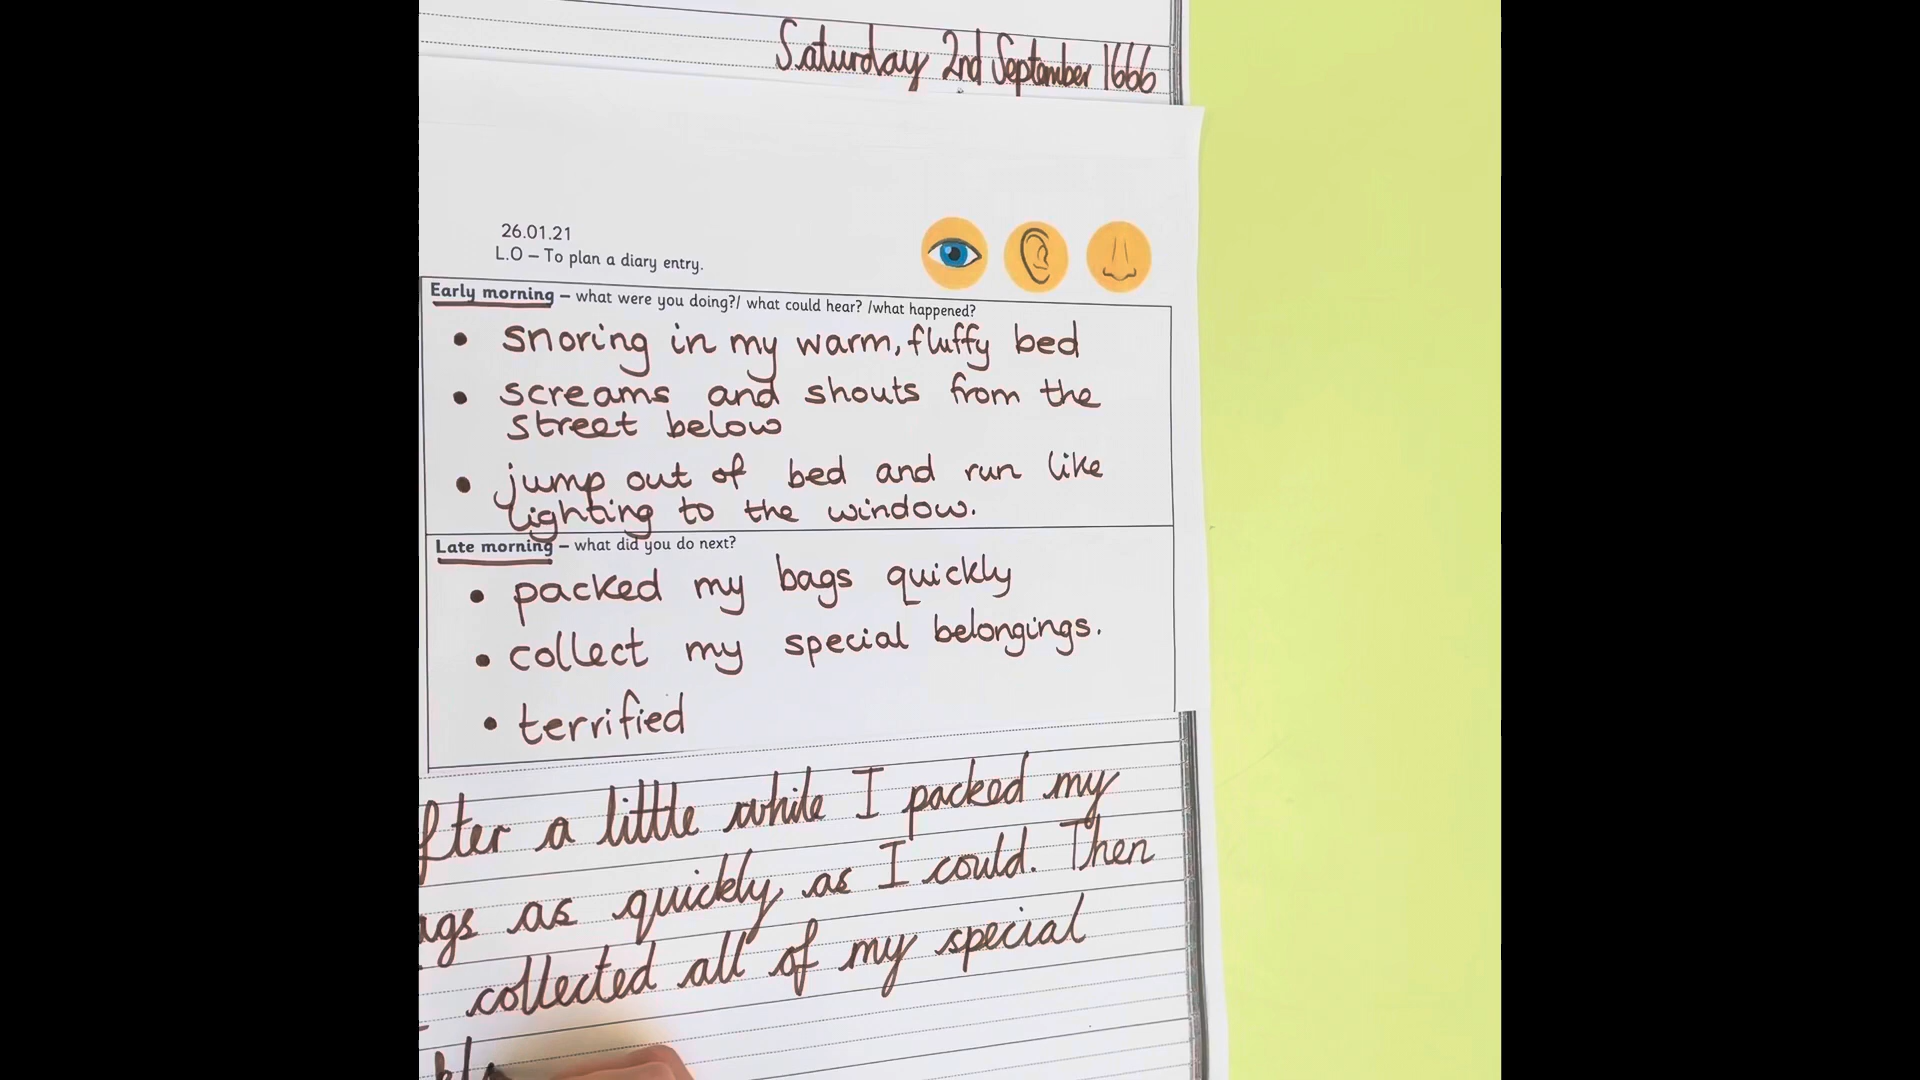 Saturday 2nd September 1666
26.01.21
L.O – To plan a diary entry.
Early morning – what were you doing?/ what could hear? /what happened?
• snoring in my warm, fluffy bed
• screams and shouts from the
street below
• jump out of bed and run like
lighting to the window.
Late morning – what did you do next?
• packed my bags quickly
• collect my special belongings.
• terrified
fter a little while I packed my
ags as quickly as I could. Then
collected all of my special